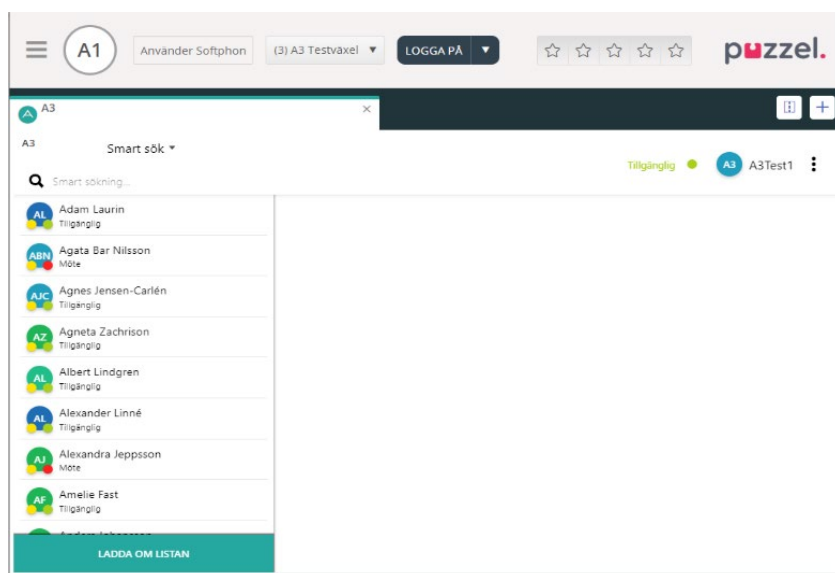 A1
Använder Softphon
(3) A3 Testväxel
LOGGA PÅ
puzzel.
A3
A3
Smart sök
Smart sökning...
Tillgänglig
A3
A3Test1
AL
Adam Laurin
Tillgänglig
ABN
Agata Bar Nilsson
Möte
AJC
Agnes Jensen-Carlén
Tillgänglig
AZ
Agneta Zachrison
Tillgänglig
AL
Albert Lindgren
Tillgänglig
AL
Alexander Linné
Tillgänglig
AJ
Alexandra Jeppsson
Möte
AF
Amelie Fast
Tillgänglig
LADDA OM LISTAN